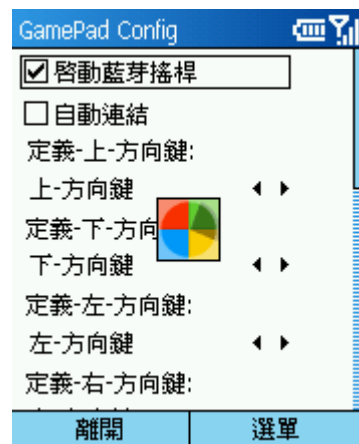 GamePad Config
啓動藍芽搖桿
自動連結
定義-上-方向鍵:
上-方向鍵
定義-下-方向
下-方向鍵
定義-左-方向鍵:
左-方向鍵
定義-右-方向鍵:
離開
選單